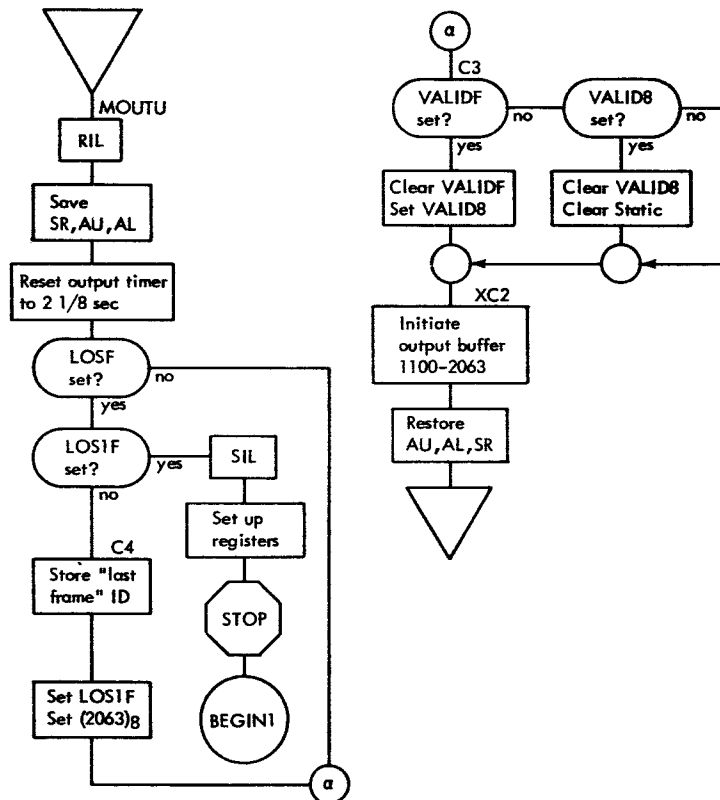 MOUTU
RIL
Save
SR,AU,AL
Reset output timer
to 2 1/8 sec
LOSF
set?
no
yes
LOS1F
set?
yes
no
SIL
Set up
registers
C4
Store "last
frame" ID
STOP
Set LOS1F
Set (2063)8
BEGIN1
α
α
C3
VALIDF
set?
no
yes
VALID8
set?
no
yes
Clear VALIDF
Set VALID8
Clear VALID8
Clear Static
XC2
Initiate
output buffer
1100-2063
Restore
AU,AL,SR